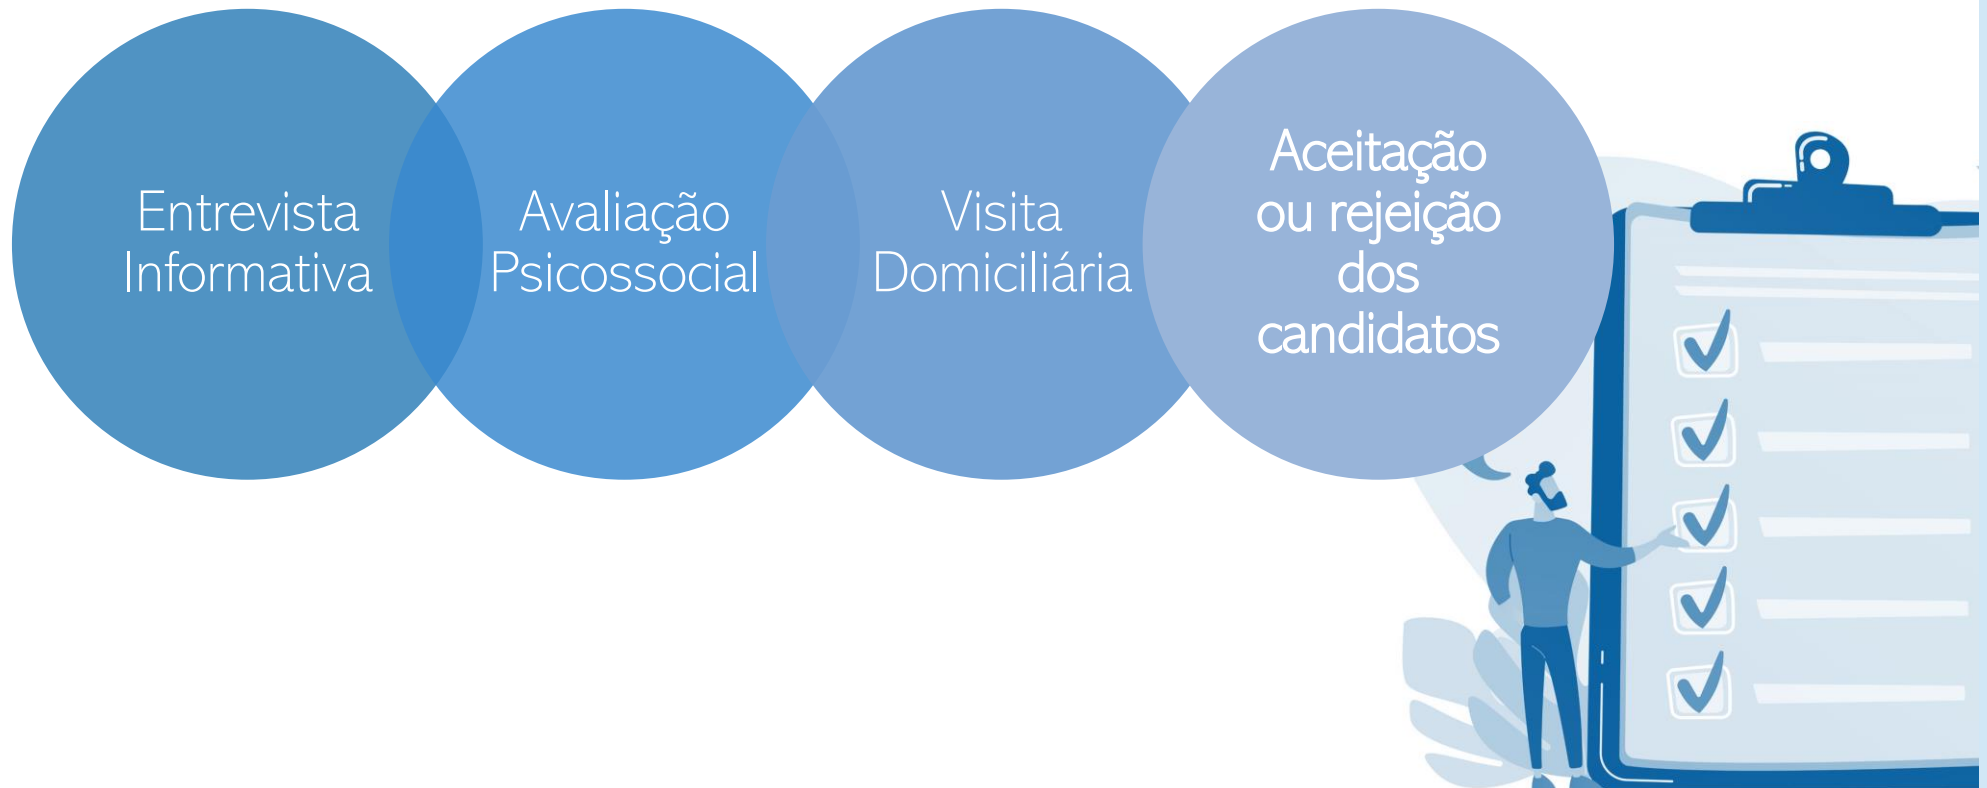 Entrevista
Informativa
Avaliação
Psicossocial
Visita
Domiciliária
Aceitação
ou rejeição
dos
candidatos